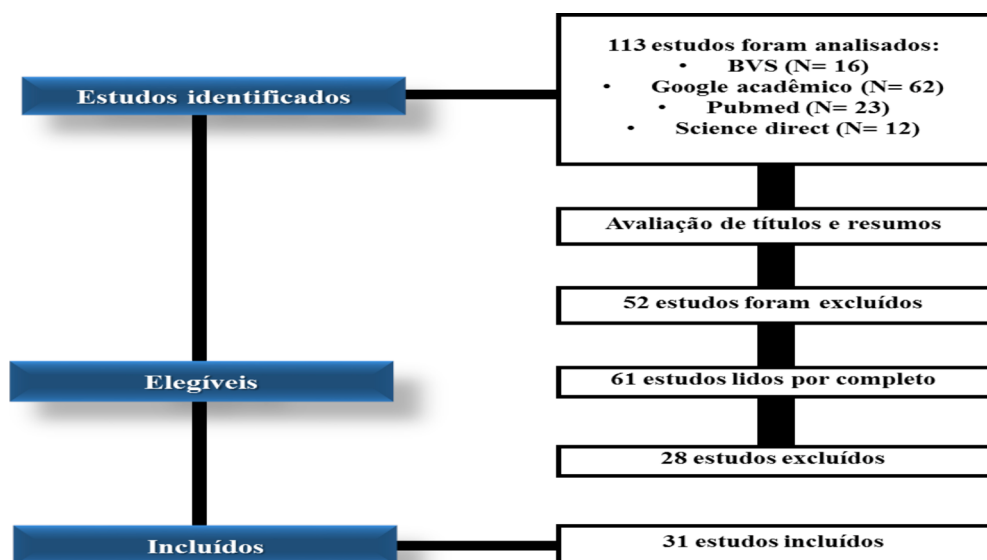 113 estudos foram analisados:
• BVS (N= 16)
• Google acadêmico (N= 62)
• Pubmed (N= 23)
• Science direct (N= 12)
Estudos identificados
Avaliação de títulos e resumos
52 estudos foram excluídos
Elegíveis
61 estudos lidos por completo
28 estudos excluídos
Incluídos
31 estudos incluídos